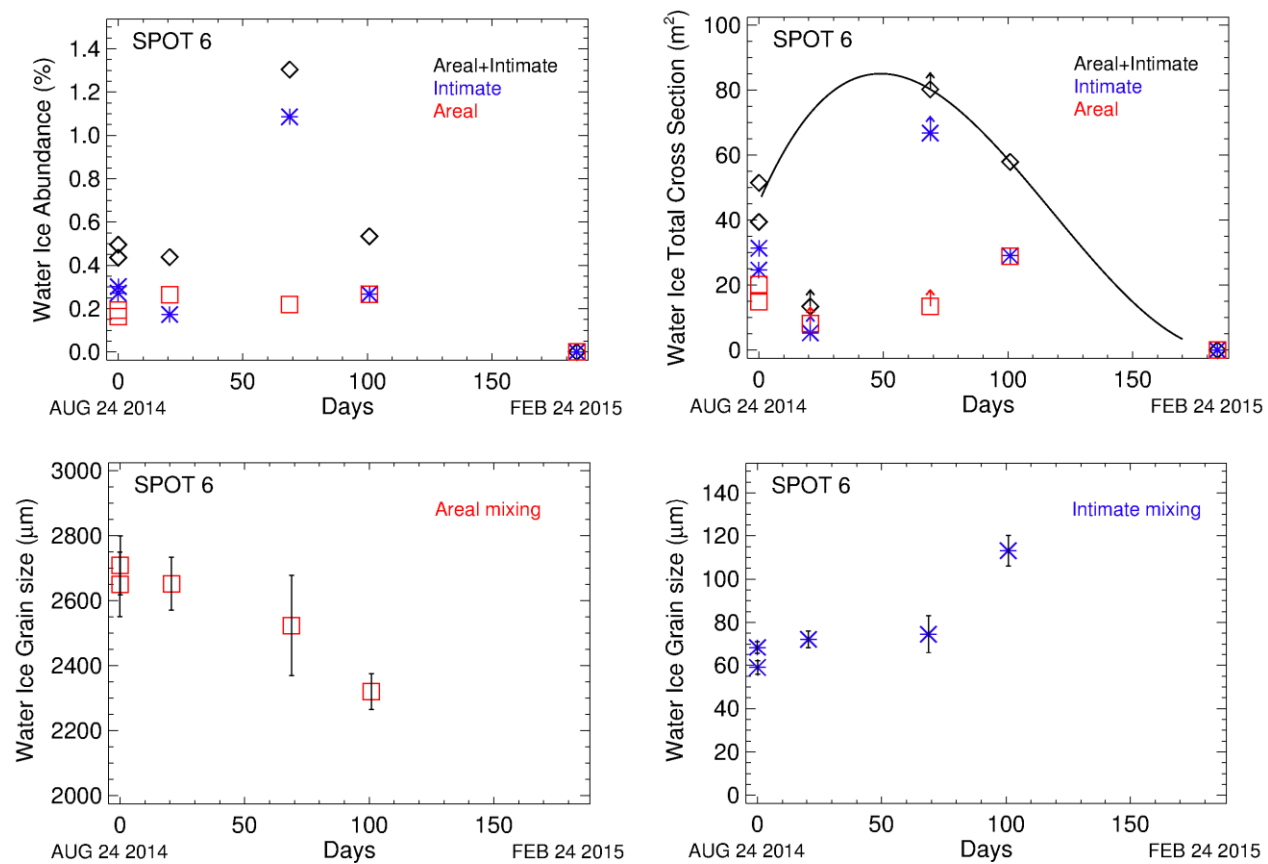 SPOT 6
Areal+Intimate
Intimate
Areal
Water Ice Abundance (%)
1.4
1.2
1.0
0.8
0.6
0.4
0.2
0.0
0 50 100 150
Days
AUG 24 2014 FEB 24 2015
SPOT 6
Areal+Intimate
Intimate
Areal
Water Ice Total Cross Section (m²)
100
80
60
40
20
0
0 50 100 150
Days
AUG 24 2014 FEB 24 2015
SPOT 6
Areal mixing
Water Ice Grain size (μm)
3000
2800
2600
2400
2200
2000
0 50 100 150
Days
AUG 24 2014 FEB 24 2015
SPOT 6
Intimate mixing
Water Ice Grain size (μm)
140
120
100
80
60
40
20
0
0 50 100 150
Days
AUG 24 2014 FEB 24 2015